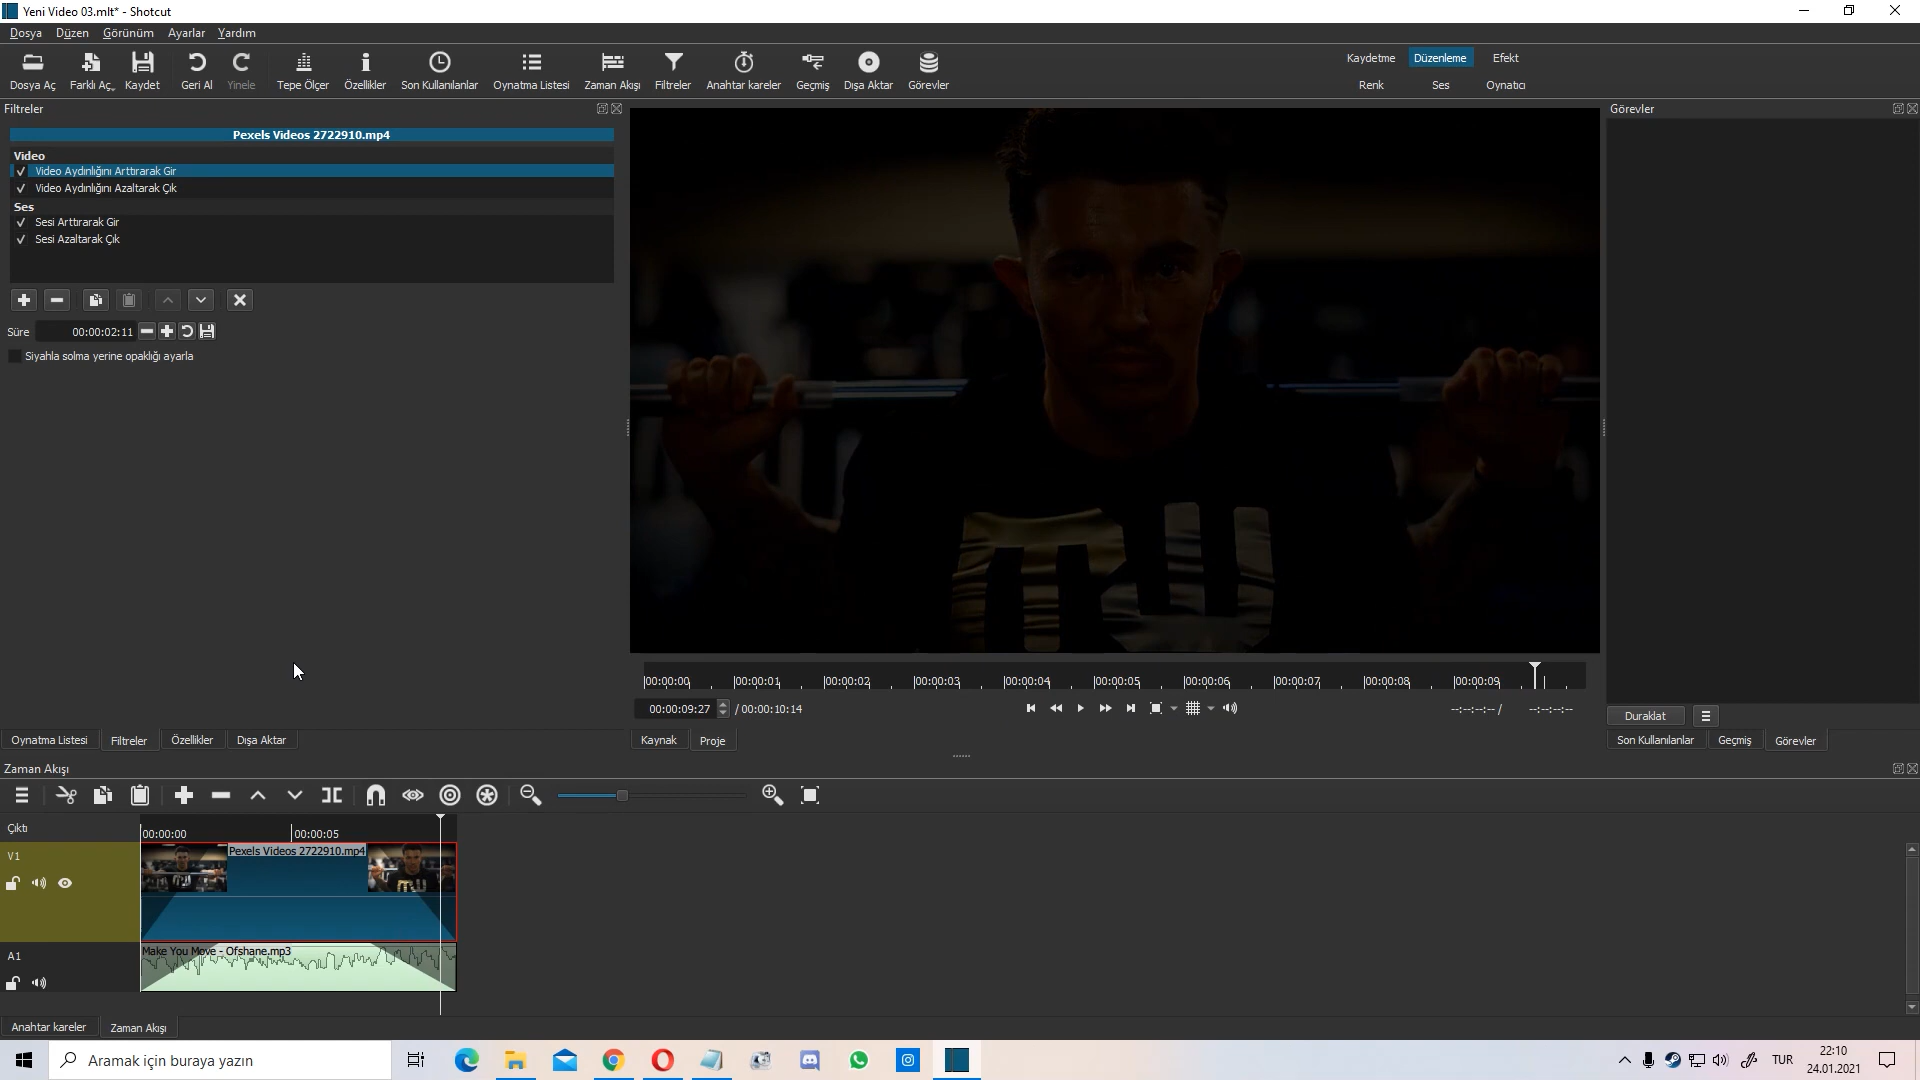 Yeni Video 03.mlt* - Shotcut
Dosya Düzen Görünüm Ayarlar Yardım
Dosya Aç Farklı Aç Kaydet Geri Al Yinele Tepe Ölçer Özellikler Son Kullanılanlar Oynatma Listesi Zaman Akışı Filtreler Anahtar kareler Geçmiş Dışa Aktar Görevler
Kaydetme Düzenleme Efekt
Renk Ses Oynatıcı
Filtreler
Pexels Videos 2722910.mp4
Video
Video Aydınlığını Arttırarak Gir
Video Aydınlığını Azaltarak Çık
Ses
Sesi Arttırarak Gir
Sesi Azaltarak Çık
Süre 00:00:02:11
Siyahla solma yerine opaklığı ayarla
Oynatma Listesi Filtreler Özellikler Dışa Aktar
00:00:00 00:00:01 00:00:02 00:00:03 00:00:04 00:00:05 00:00:06 00:00:07 00:00:08 00:00:09
00:00:09:27 / 00:00:10:14 --:--:--:-- / --:--:--:--
Kaynak Proje
Görevler
Duraklat
Son Kullanılanlar Geçmiş Görevler
Zaman Akışı
Çıktı
00:00:00 00:00:05
V1
Pexels Videos 2722910.mp4
A1
Make You Move - Ofshane.mp3
Anahtar kareler Zaman Akışı
Aramak için buraya yazın
TUR
22:10
24.01.2021